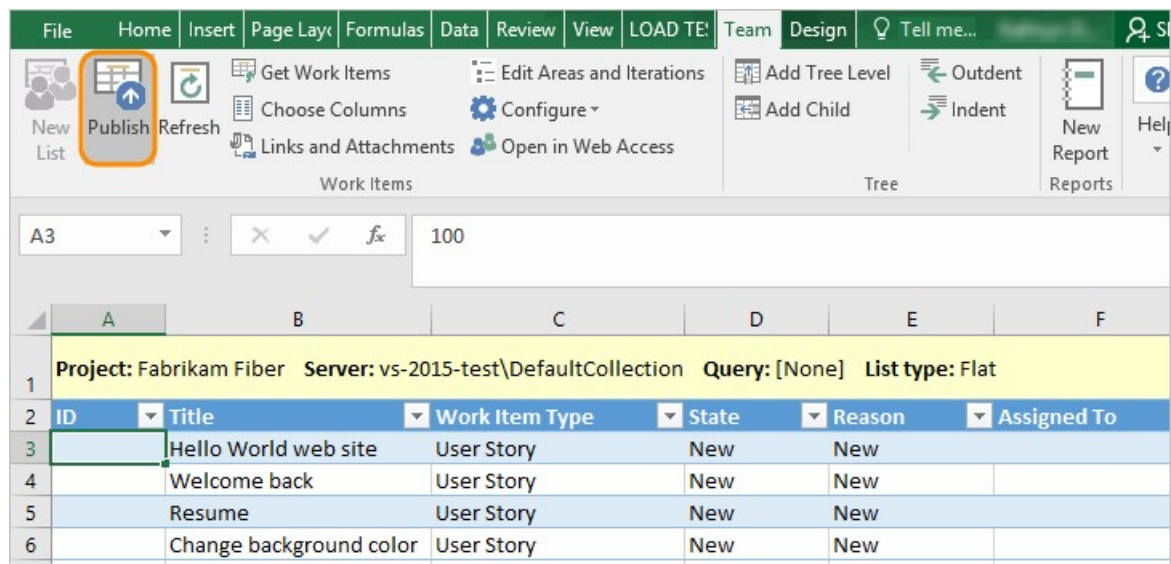 File Home Insert Page Layo Formulas Data Review View LOAD TES Team Design Tell me...
Get Work Items Edit Areas and Iterations Add Tree Level Outdent
Choose Columns Configure Add Child Indent
New List Publish Refresh Links and Attachments Open in Web Access New Report Help
Work Items Tree Reports
A3 fx 100
A B C D E F
1 Project: Fabrikam Fiber Server: vs-2015-test\DefaultCollection Query: [None] List type: Flat
2 ID Title Work Item Type State Reason Assigned To
3 Hello World web site User Story New New
4 Welcome back User Story New New
5 Resume User Story New New
6 Change background color User Story New New